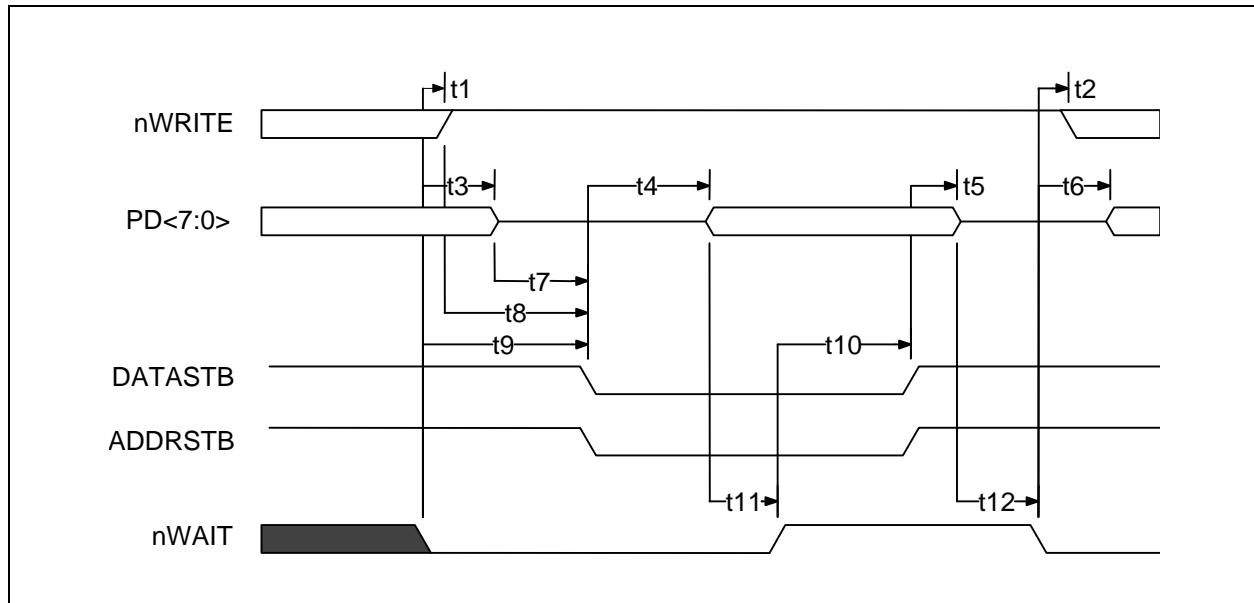 t1
t2
nWRITE
t3
t4
t5
t6
PD<7:0>
t7
t8
t9
t10
DATASTB
ADDRSTB
t11
t12
nWAIT